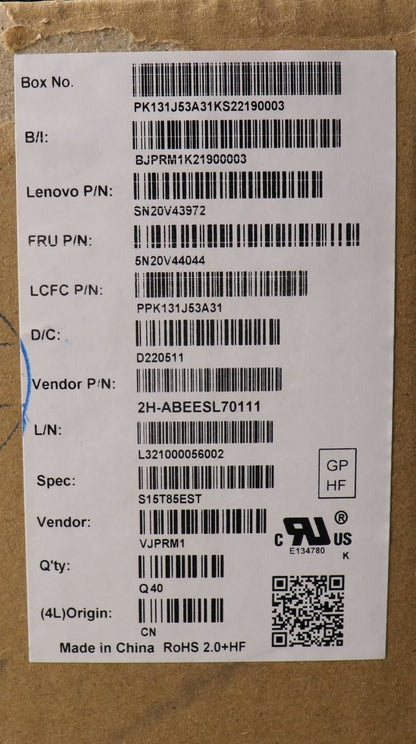 Box No.
PK131J53A31KS22190003
B/I:
BJPRM1K21900003
Lenovo P/N:
SN20V43972
FRU P/N:
5N20V44044
LCFC P/N:
PPK131J53A31
D/C:
D220511
Vendor P/N:
2H-ABEESL70111
L/N:
L321000056002
Spec:
S15T85EST
GP
HF
Vendor:
VJPRM1
C RU ® US
E134780 K
Q'ty:
Q40
(4L)Origin:
CN
Made in China RoHS 2.0+HF